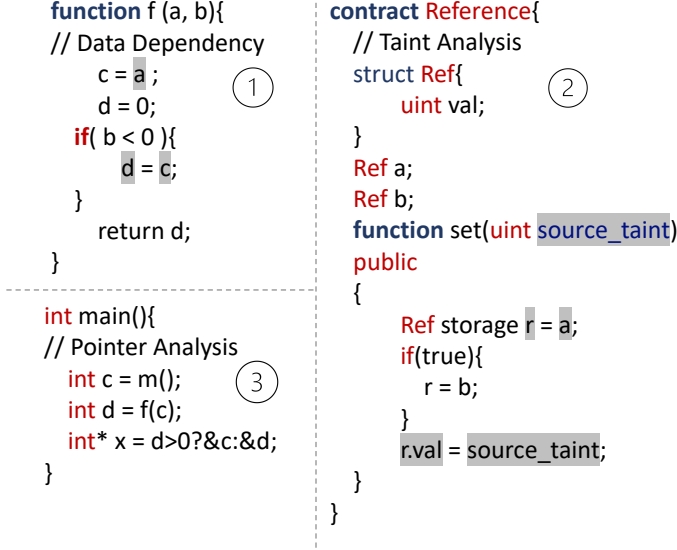 function f (a, b){
// Data Dependency
c = a ;
d = 0;
if( b < 0 ){
d = c;
}
return d;
}
1
int main(){
// Pointer Analysis
int c = m();
int d = f(c);
int* x = d>0?&c:&d;
}
3
contract Reference{
// Taint Analysis
struct Ref{
uint val;
}
Ref a;
Ref b;
function set(uint source_taint)
public
{
Ref storage r = a;
if(true){
r = b;
}
r.val = source_taint;
}
}
2